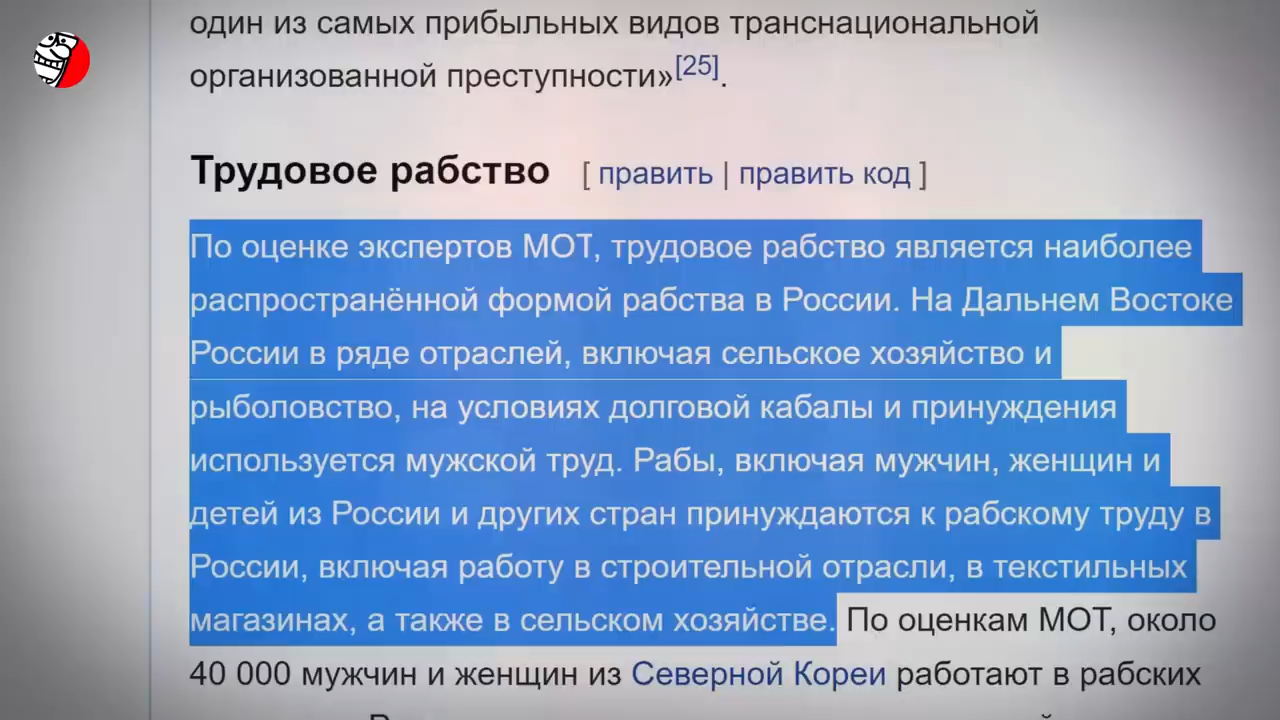 один из самых прибыльных видов транснациональной
организованной преступности»[25].
Трудовое рабство [ править | править код ]
По оценке экспертов МОТ, трудовое рабство является наиболее
распространённой формой рабства в России. На Дальнем Востоке
России в ряде отраслей, включая сельское хозяйство и
рыболовство, на условиях долговой кабалы и принуждения
используется мужской труд. Рабы, включая мужчин, женщин и
детей из России и других стран принуждаются к рабскому труду в
России, включая работу в строительной отрасли, в текстильных
магазинах, а также в сельском хозяйстве. По оценкам МОТ, около
40 000 мужчин и женщин из Северной Кореи работают в рабских